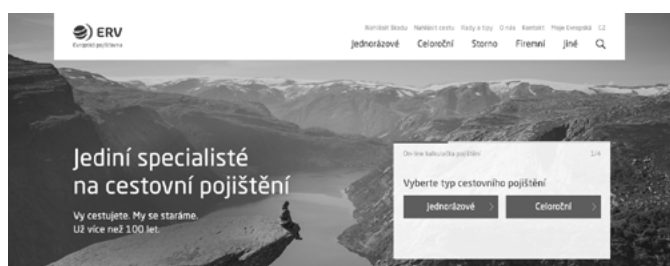 ERV
Evropská pojišťovna
Nahlásit škodu Nahlásit cestu Rady a tipy O nás Kontakt Moje Evropská CZ
Jednorázové Celoroční Storno Firemní Jiné
Jediní specialisté
na cestovní pojištění
Vy cestujete. My se staráme.
Už více než 100 let.
On-line kalkulačka pojištění 1/4
Vyberte typ cestovního pojištění
Jednorázové Celoroční